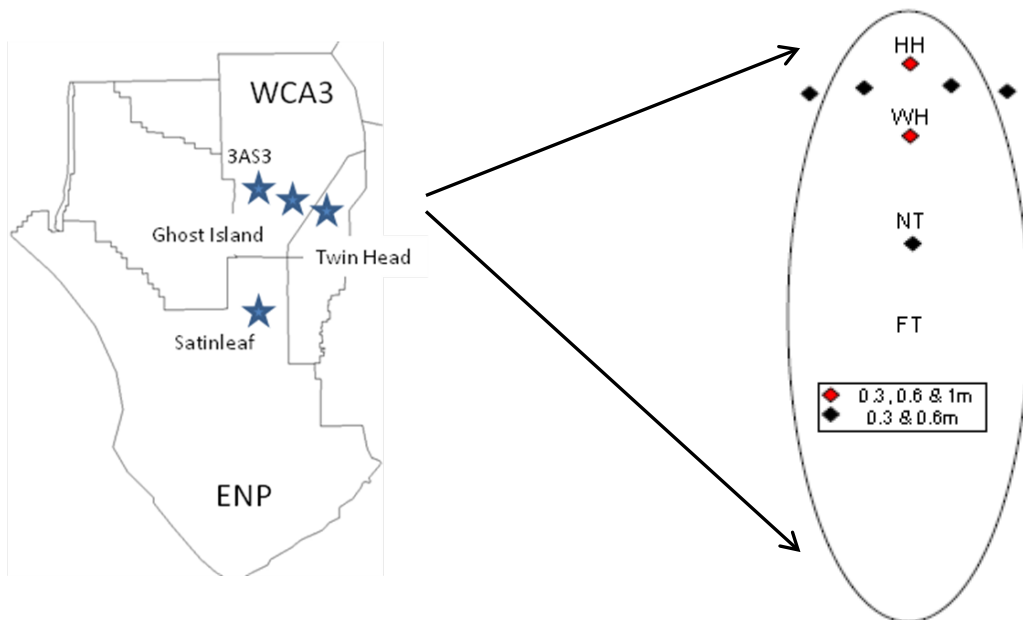 WCA3
3AS3
Ghost Island
Twin Head
Satinleaf
ENP
HH
WH
NT
FT
0.3, 0.6 & 1m
0.3 & 0.6m